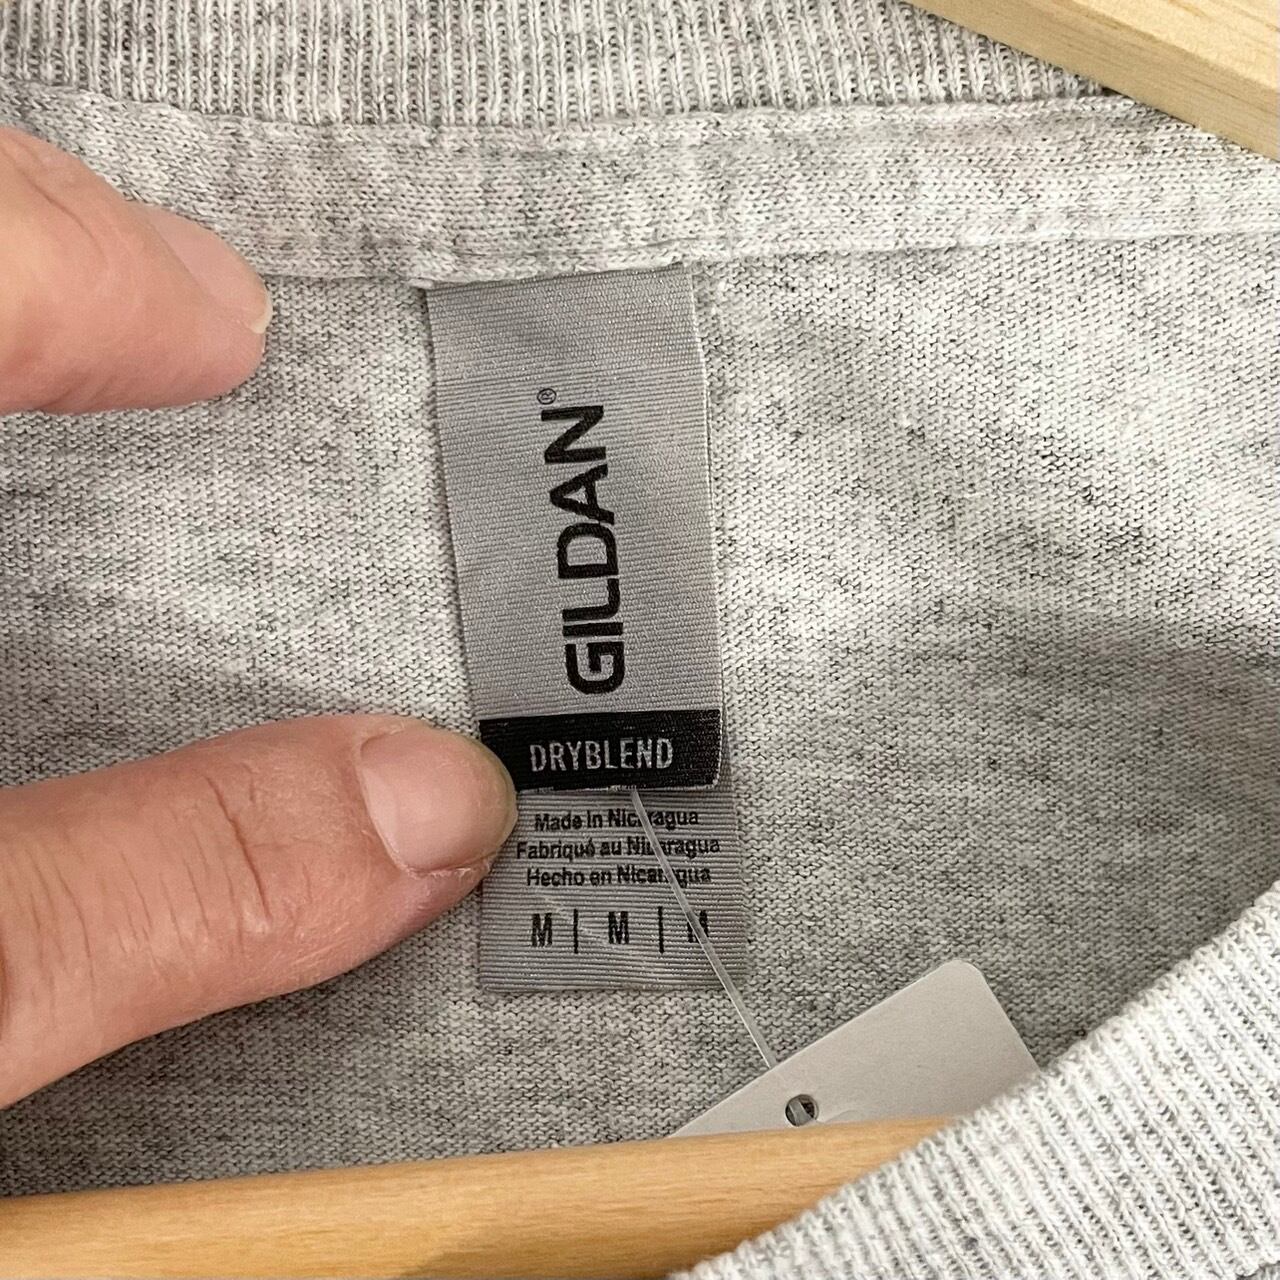 GILDAN®
DRYBLEND
Made in Nicaragua
Fabriqué au Nicaragua
Hecho en Nicaragua
M | M | M